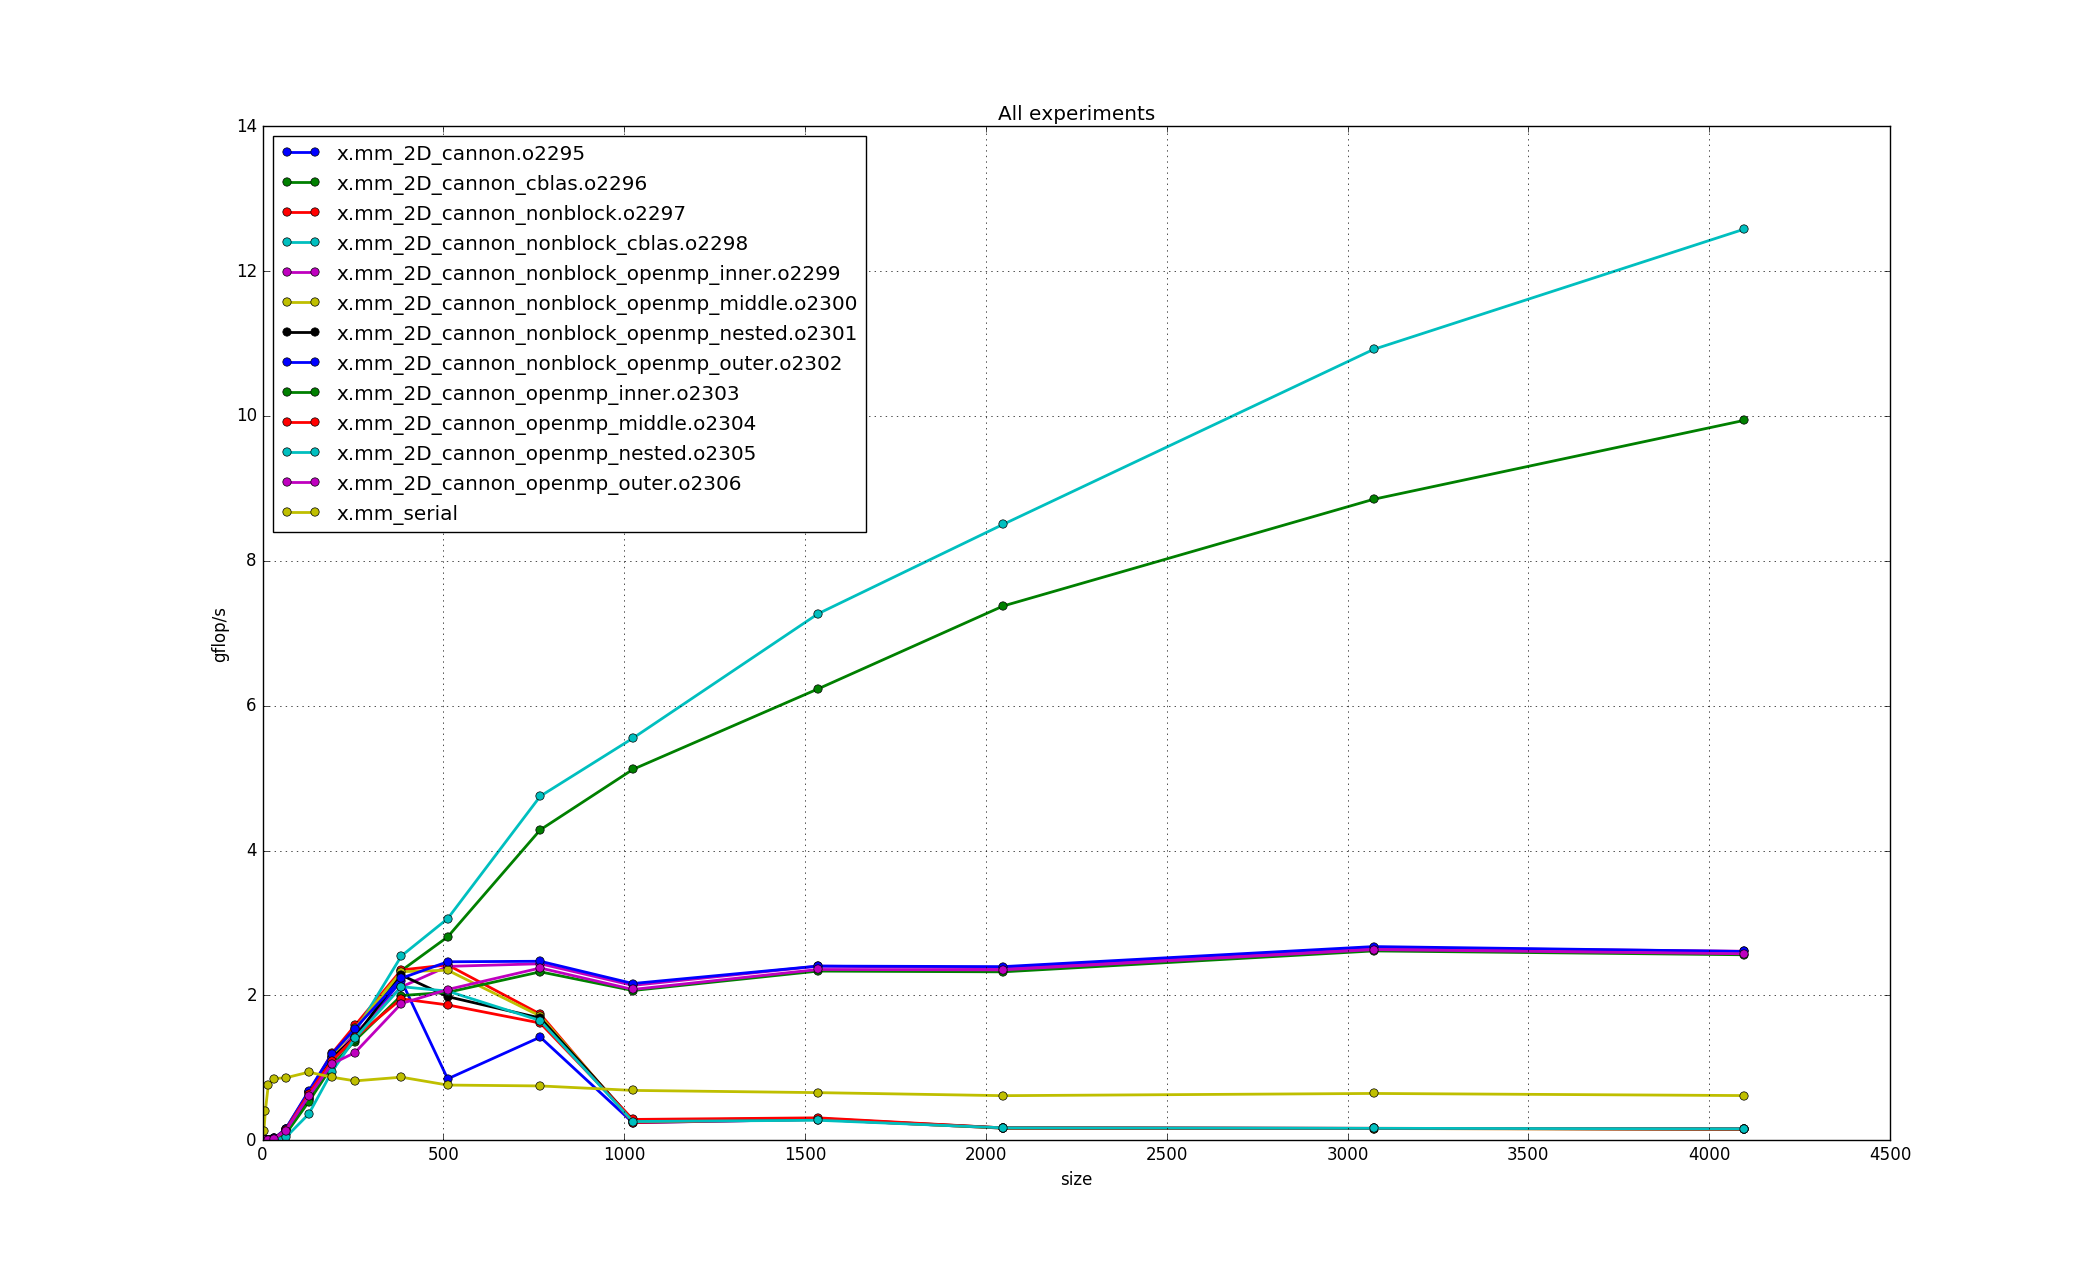 All experiments
14
12
10
8
6
4
2
0
gflop/s
x.mm_2D_cannon.o2295
x.mm_2D_cannon_cblas.o2296
x.mm_2D_cannon_nonblock.o2297
x.mm_2D_cannon_nonblock_cblas.o2298
x.mm_2D_cannon_nonblock_openmp_inner.o2299
x.mm_2D_cannon_nonblock_openmp_middle.o2300
x.mm_2D_cannon_nonblock_openmp_nested.o2301
x.mm_2D_cannon_nonblock_openmp_outer.o2302
x.mm_2D_cannon_openmp_inner.o2303
x.mm_2D_cannon_openmp_middle.o2304
x.mm_2D_cannon_openmp_nested.o2305
x.mm_2D_cannon_openmp_outer.o2306
x.mm_serial
0 500 1000 1500 2000 2500 3000 3500 4000 4500
size